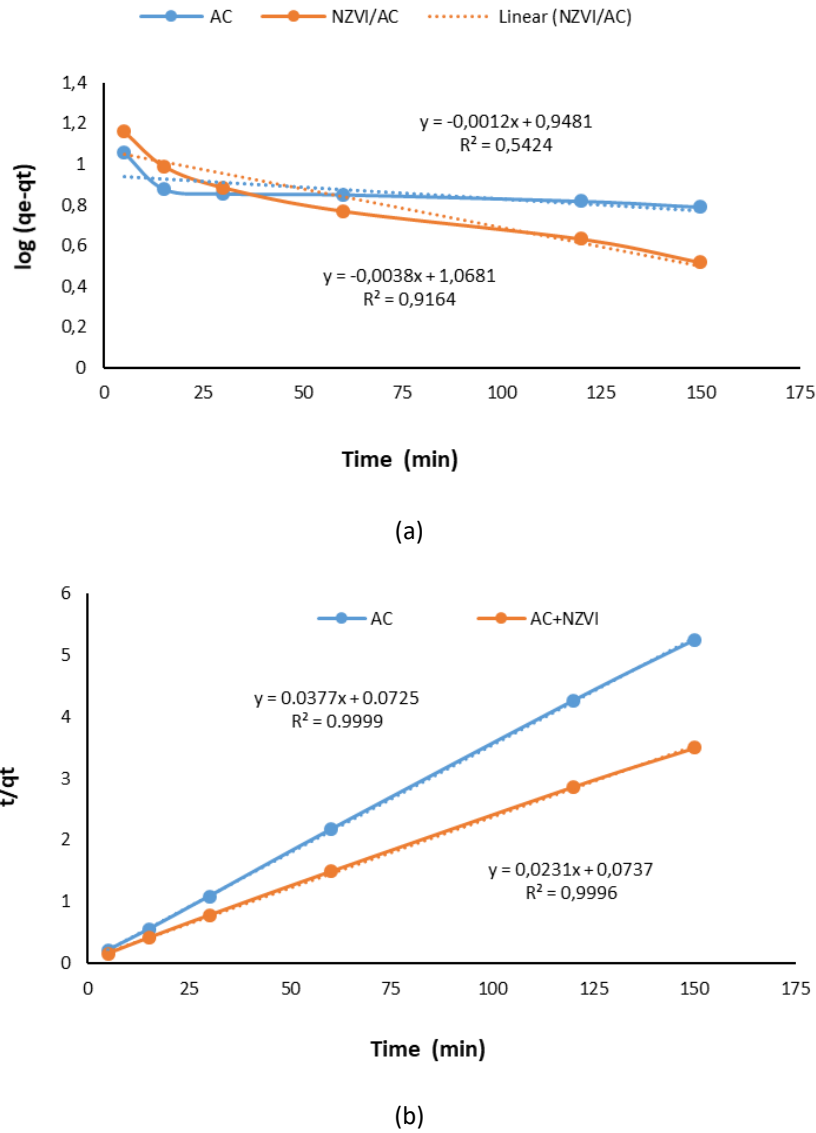 AC NZVI/AC Linear (NZVI/AC)
1,4
1,2
1
0,8
0,6
0,4
0,2
0
log (qe-qt)
y = -0,0012x + 0,9481
R² = 0,5424
y = -0,0038x + 1,0681
R² = 0,9164
0 25 50 75 100 125 150 175
Time (min)
(a)
6
5
4
3
2
1
0
t/qt
AC AC+NZVI
y = 0.0377x + 0.0725
R² = 0.9999
y = 0,0231x + 0,0737
R² = 0,9996
0 25 50 75 100 125 150 175
Time (min)
(b)